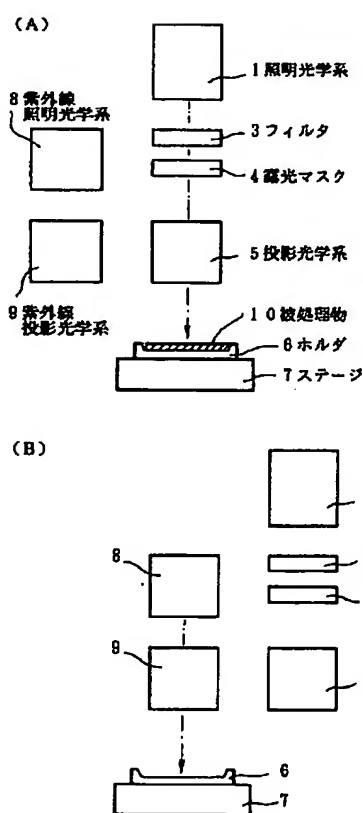 (A)
1照明光学系
8紫外線
照明光学系
3フィルタ
4露光マスク
5投影光学系
9紫外線
投影光学系
10被処理物
6ホルダ
7ステージ
(B)
8
9
6
7